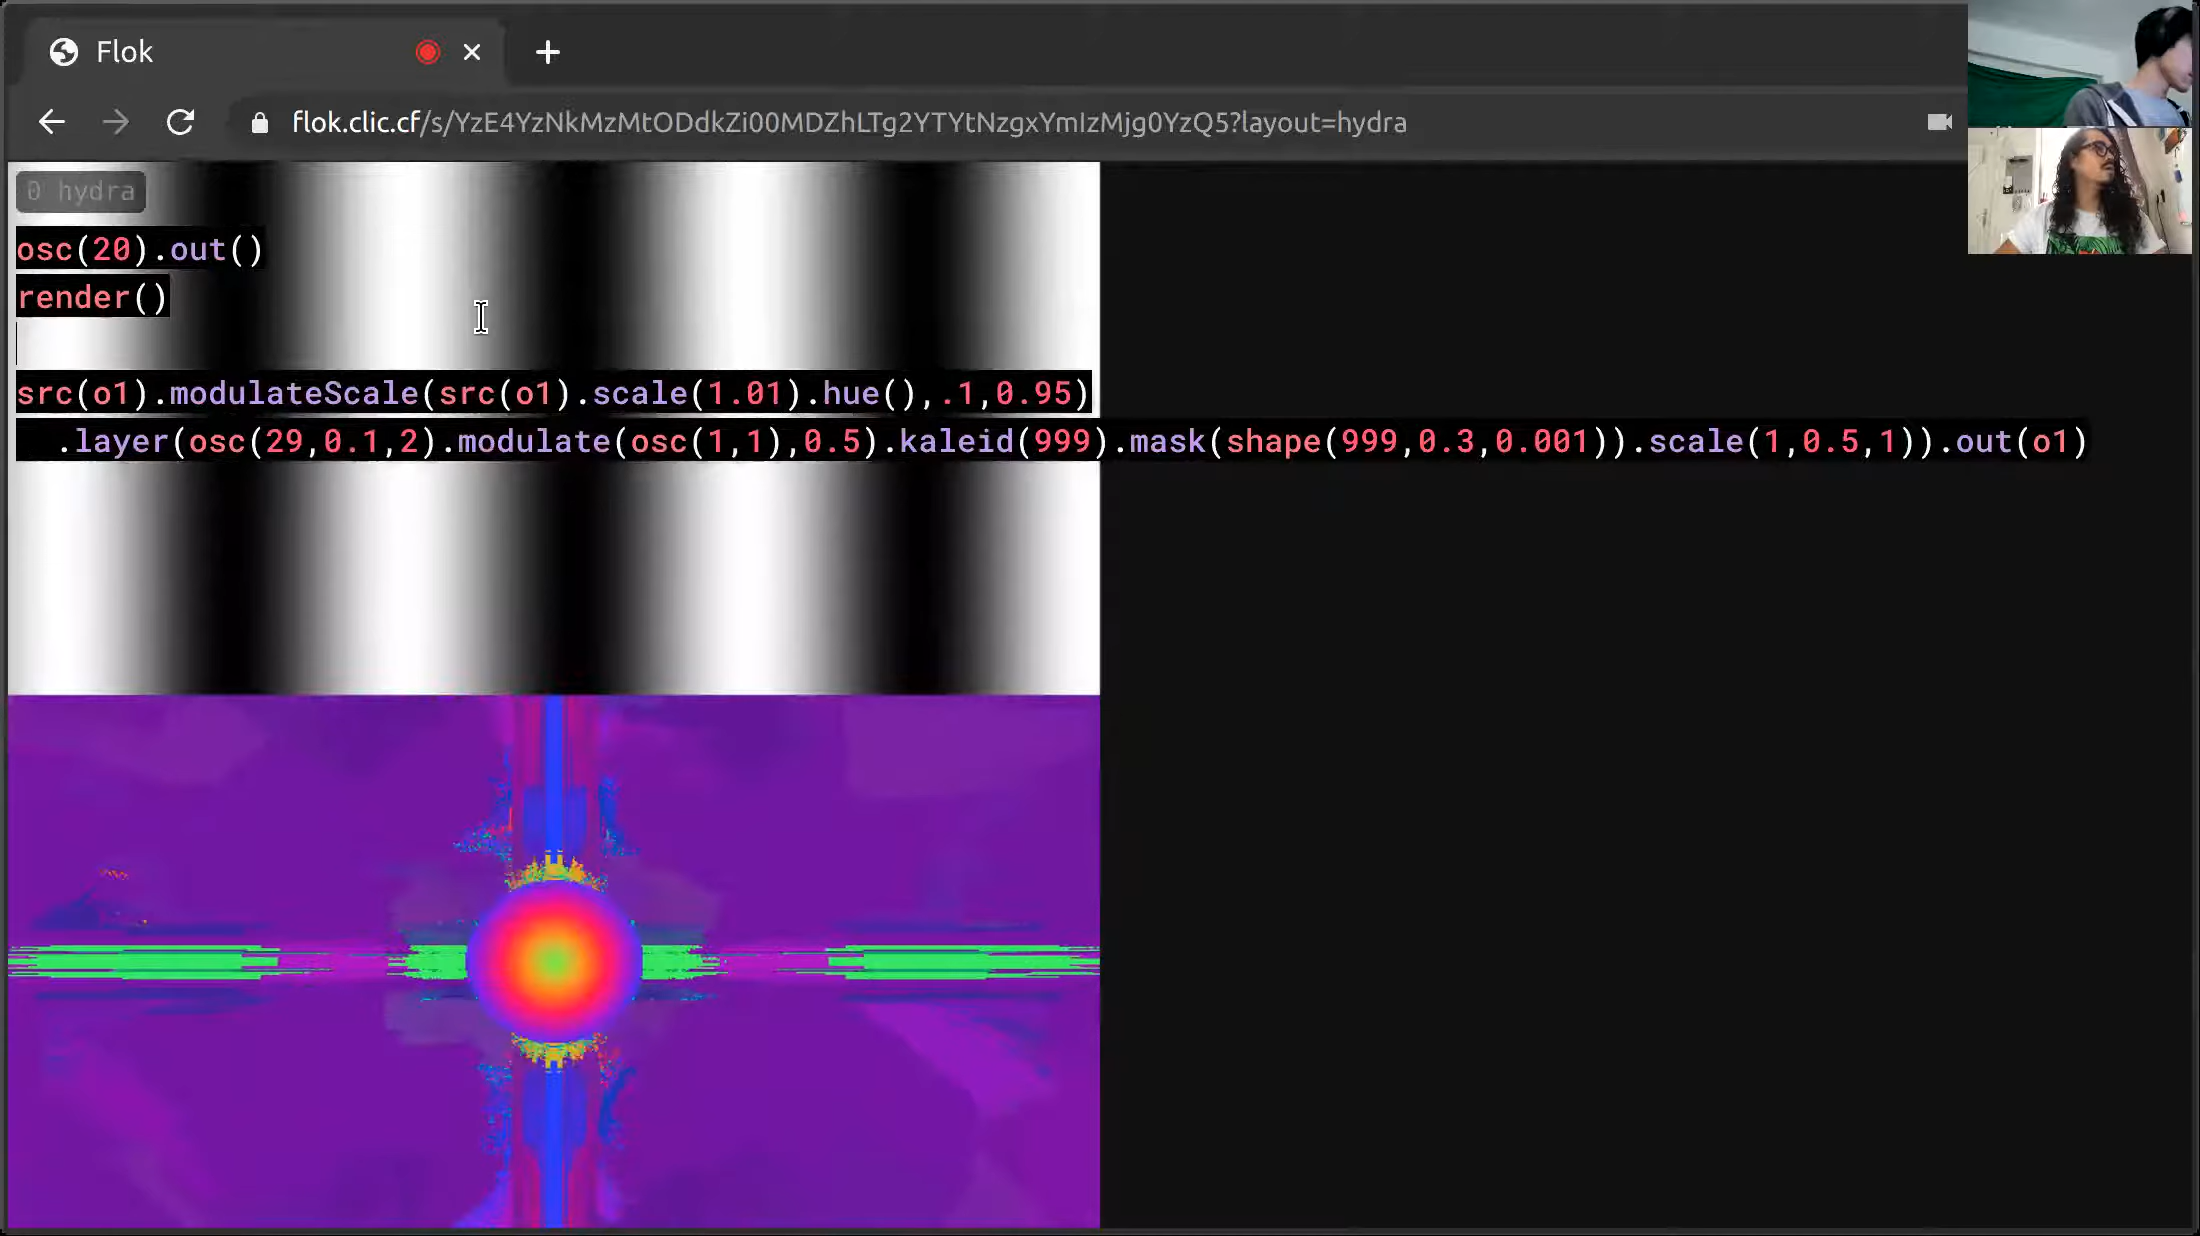 Flok
flok.clic.cf/s/YzE4YzNkMzMtODdkZi00MDZhLTg2YTYtNzgxYmIzMjg0YzQ5?layout=hydra
0 hydra
osc(20).out()
render()
src(o1).modulateScale(src(o1).scale(1.01).hue(),.1,0.95)
.layer(osc(29,0.1,2).modulate(osc(1,1),0.5).kaleid(999).mask(shape(999,0.3,0.001)).scale(1,0.5,1)).out(o1)